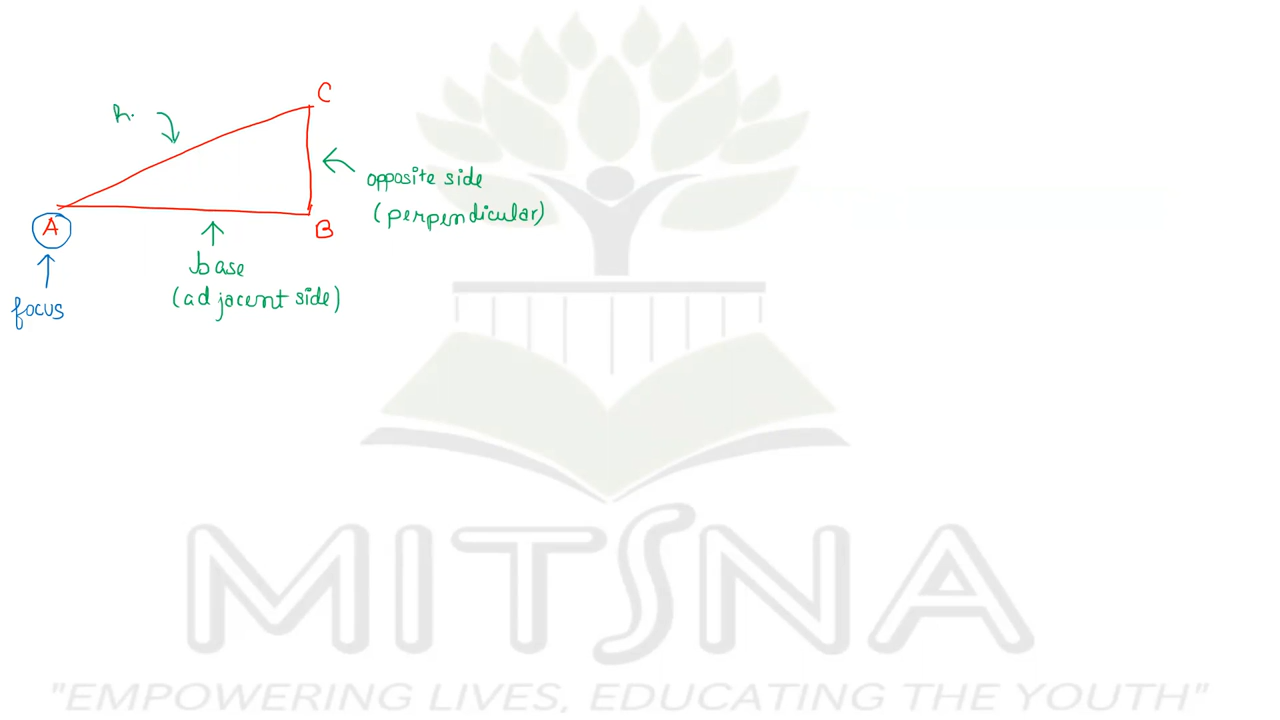 C
h.
opposite side
(perpendicular)
A
B
base
(adjacent side)
focus
MITSNA
"EMPOWERING LIVES, EDUCATING THE YOUTH"